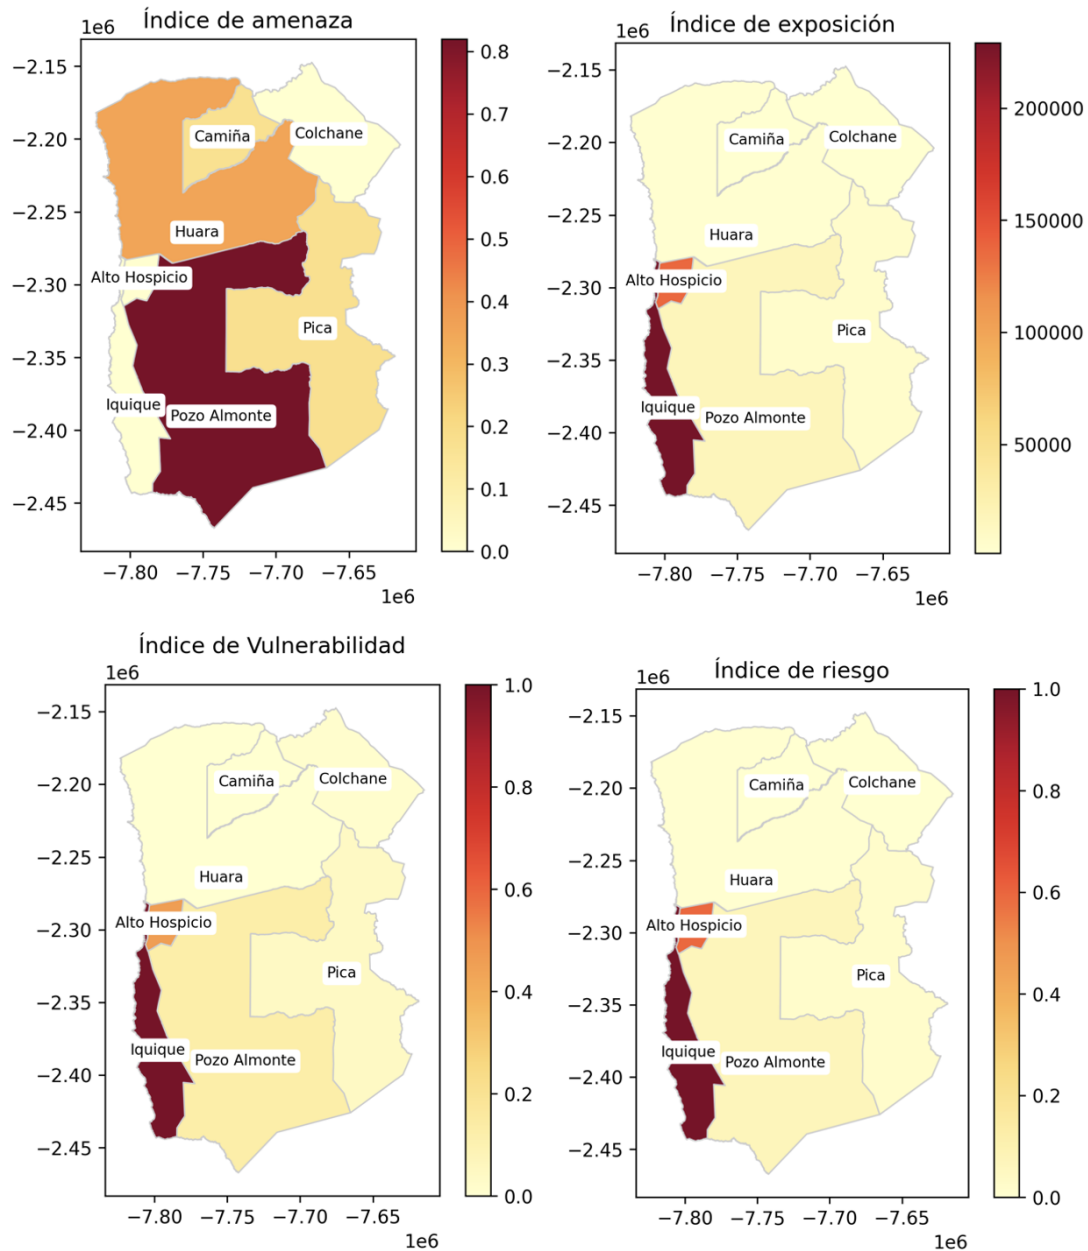 Índice de amenaza
1e6
−2.15
−2.20
−2.25
−2.30
−2.35
−2.40
−2.45
Camiña
Colchane
Huara
Alto Hospicio
Pica
Iquique
Pozo Almonte
−7.80 −7.75 −7.70 −7.65
1e6
0.8
0.7
0.6
0.5
0.4
0.3
0.2
0.1
0.0
Índice de exposición
1e6
−2.15
−2.20
−2.25
−2.30
−2.35
−2.40
−2.45
Camiña
Colchane
Huara
Alto Hospicio
Pica
Iquique
Pozo Almonte
−7.80 −7.75 −7.70 −7.65
1e6
200000
150000
100000
50000
Índice de Vulnerabilidad
1e6
−2.15
−2.20
−2.25
−2.30
−2.35
−2.40
−2.45
Camiña
Colchane
Huara
Alto Hospicio
Pica
Iquique
Pozo Almonte
−7.80 −7.75 −7.70 −7.65
1e6
1.0
0.8
0.6
0.4
0.2
0.0
Índice de riesgo
1e6
−2.15
−2.20
−2.25
−2.30
−2.35
−2.40
−2.45
Camiña
Colchane
Huara
Alto Hospicio
Pica
Iquique
Pozo Almonte
−7.80 −7.75 −7.70 −7.65
1e6
1.0
0.8
0.6
0.4
0.2
0.0